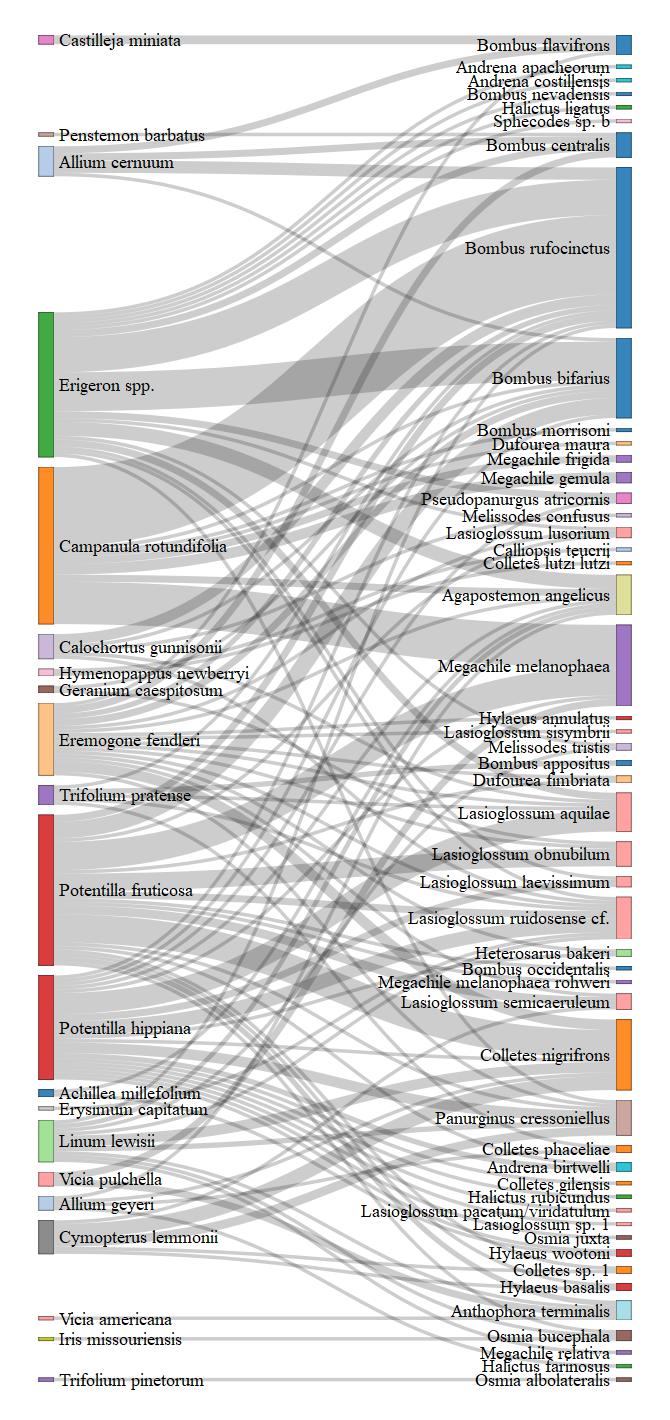 Castilleja miniata
Penstemon barbatus
Allium cernuum
Erigeron spp.
Campanula rotundifolia
Calochortus gunnisonii
Hymenopappus newberryi
Geranium caespitosum
Eremogone fendleri
Trifolium pratense
Potentilla fruticosa
Potentilla hippiana
Achillea millefolium
Erysimum capitatum
Linum lewisii
Vicia pulchella
Allium geyeri
Cymopterus lemmonii
Vicia americana
Iris missouriensis
Trifolium pinetorum
Bombus flavifrons
Andrena apacheorum
Andrena costillensis
Bombus nevadensis
Halictus ligatus
Sphecodes sp. b
Bombus centralis
Bombus rufocinctus
Bombus bifarius
Bombus morrisoni
Dufourea maura
Megachile frigida
Megachile gemula
Pseudopanurgus atricornis
Melissodes confusus
Lasioglossum lusorium
Calliopsis teucrii
Colletes lutzi lutzi
Agapostemon angelicus
Megachile melanophaea
Hylaeus annulatus
Lasioglossum sisymbrii
Melissodes tristis
Bombus appositus
Dufourea fimbriata
Lasioglossum aquilae
Lasioglossum obnubilum
Lasioglossum laevissimum
Lasioglossum ruidosense cf.
Heterosarus bakeri
Bombus occidentalis
Megachile melanophaea rohweri
Lasioglossum semicaeruleum
Colletes nigrifrons
Panurginus cressoniellus
Colletes phaceliae
Andrena birtwelli
Colletes gilensis
Halictus rubicundus
Lasioglossum pacatum/viridatulum
Lasioglossum sp. 1
Osmia juxta
Hylaeus wootoni
Colletes sp. 1
Hylaeus basalis
Anthophora terminalis
Osmia bucephala
Megachile relativa
Halictus farinosus
Osmia albolateralis